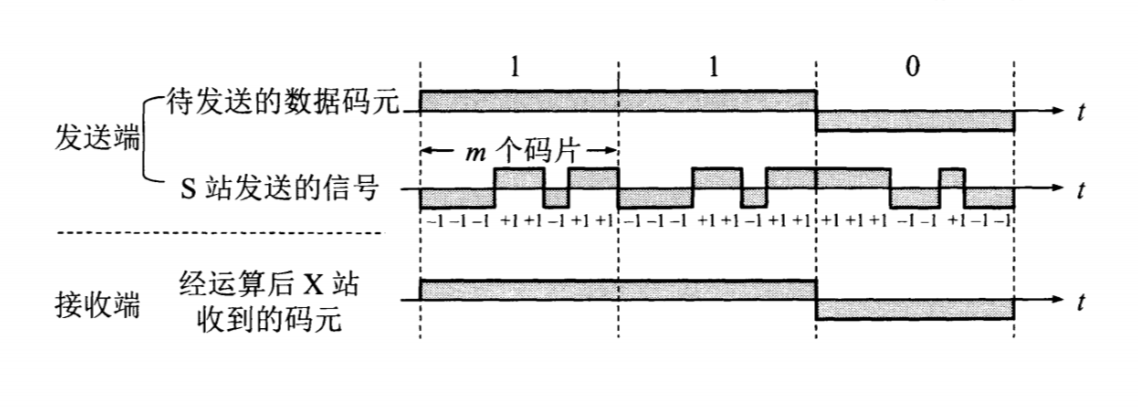 1 1 0
待发送的数据码元 t
发送端
m 个码片
S 站发送的信号 t
–1 –1 –1 +1 +1 –1 +1 +1 –1 –1 –1 +1 +1 –1 +1 +1 +1 +1 +1 –1 –1 +1 –1 –1
经运算后 X 站
接收端 t
收到的码元